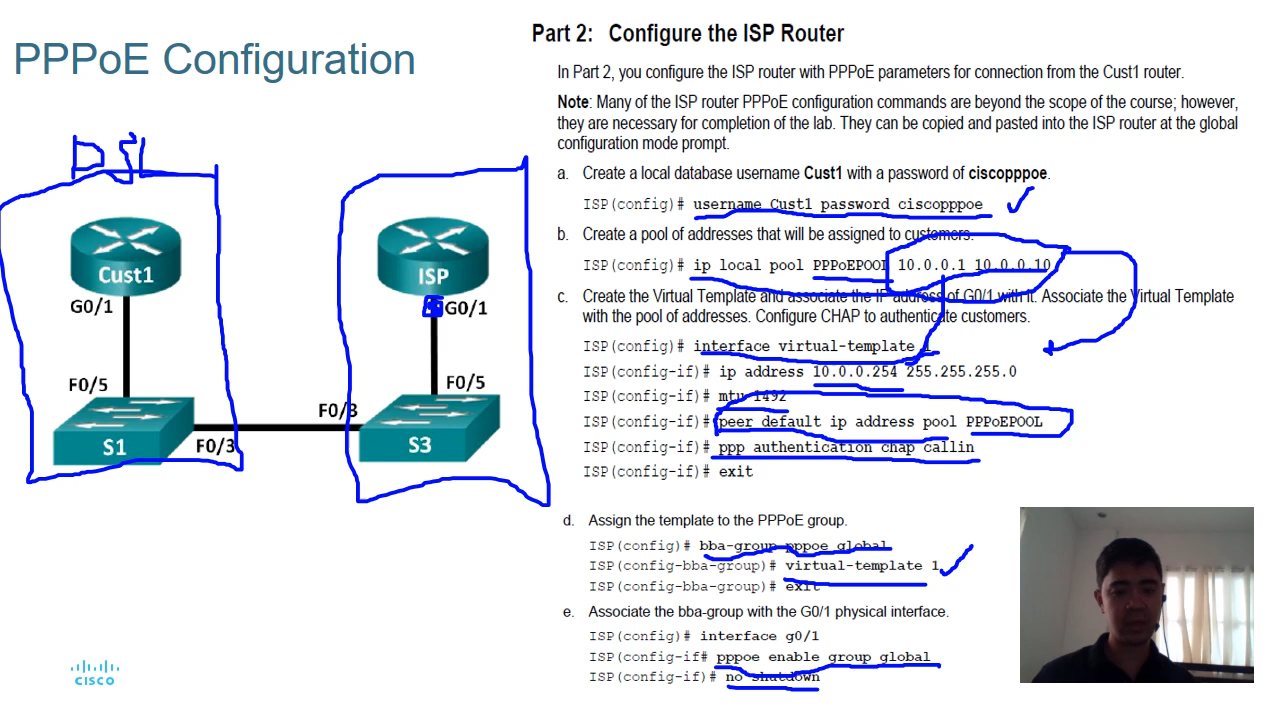 PPPoE Configuration
DSL
Cust1
G0/1
F0/5
S1
F0/3
ISP
G0/1
F0/5
F0/3
S3
CISCO
Part 2: Configure the ISP Router
In Part 2, you configure the ISP router with PPPoE parameters for connection from the Cust1 router.
Note: Many of the ISP router PPPoE configuration commands are beyond the scope of the course; however,
they are necessary for completion of the lab. They can be copied and pasted into the ISP router at the global
configuration mode prompt.
a. Create a local database username Cust1 with a password of ciscopppoe.
ISP(config)# username Cust1 password ciscopppoe
b. Create a pool of addresses that will be assigned to customers.
ISP(config)# ip local pool PPPoEPOOL 10.0.0.1 10.0.0.10
c. Create the Virtual Template and associate the IP address of G0/1 with it. Associate the Virtual Template
with the pool of addresses. Configure CHAP to authenticate customers.
ISP(config)# interface virtual-template 1
ISP(config-if)# ip address 10.0.0.254 255.255.255.0
ISP(config-if)# mtu 1492
ISP(config-if)# peer default ip address pool PPPoEPOOL
ISP(config-if)# ppp authentication chap callin
ISP(config-if)# exit
d. Assign the template to the PPPoE group.
ISP(config)# bba-group pppoe global
ISP(config-bba-group)# virtual-template 1
ISP(config-bba-group)# exit
e. Associate the bba-group with the G0/1 physical interface.
ISP(config)# interface g0/1
ISP(config-if# pppoe enable group global
ISP(config-if)# no shutdown